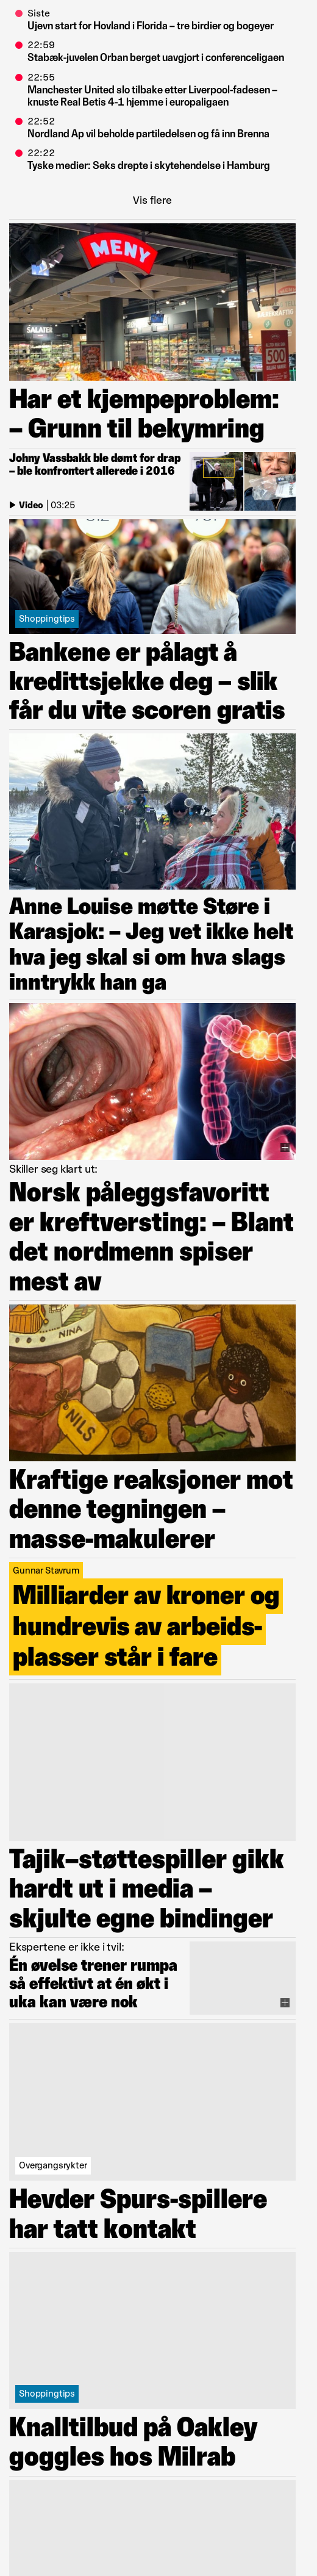 Siste
Ujevn start for Hovland i Florida – tre birdier og bogeyer
22:59
Stabæk-juvelen Orban berget uavgjort i conferenceligaen
22:55
Manchester United slo tilbake etter Liverpool-fadesen –
knuste Real Betis 4-1 hjemme i europaligaen
22:52
Nordland Ap vil beholde partiledelsen og få inn Brenna
22:22
Tyske medier: Seks drepte i skytehendelse i Hamburg
Vis flere
MENY
SALATER
500
Har et kjempeproblem:
– Grunn til bekymring
Johny Vassbakk ble dømt for drap
– ble konfrontert allerede i 2016
Video | 03:25
Shoppingtips
Bankene er pålagt å
kredittsjekke deg – slik
får du vite scoren gratis
Anne Louise møtte Støre i
Karasjok: – Jeg vet ikke helt
hva jeg skal si om hva slags
inntrykk han ga
Skiller seg klart ut:
Norsk påleggsfavoritt
er kreftversting: – Blant
det nordmenn spiser
mest av
NINA
NILS
Kraftige reaksjoner mot
denne tegningen –
masse-makulerer
Gunnar Stavrum
Milliarder av kroner og
hundrevis av arbeids-
plasser står i fare
Tajik–støttespiller gikk
hardt ut i media –
skjulte egne bindinger
Ekspertene er ikke i tvil:
Én øvelse trener rumpa
så effektivt at én økt i
uka kan være nok
Overgangsrykter
Hevder Spurs-spillere
har tatt kontakt
Shoppingtips
Knalltilbud på Oakley
goggles hos Milrab